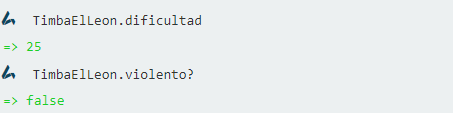 TimbaElLeon.dificultad
=> 25
TimbaElLeon.violento?
=> false